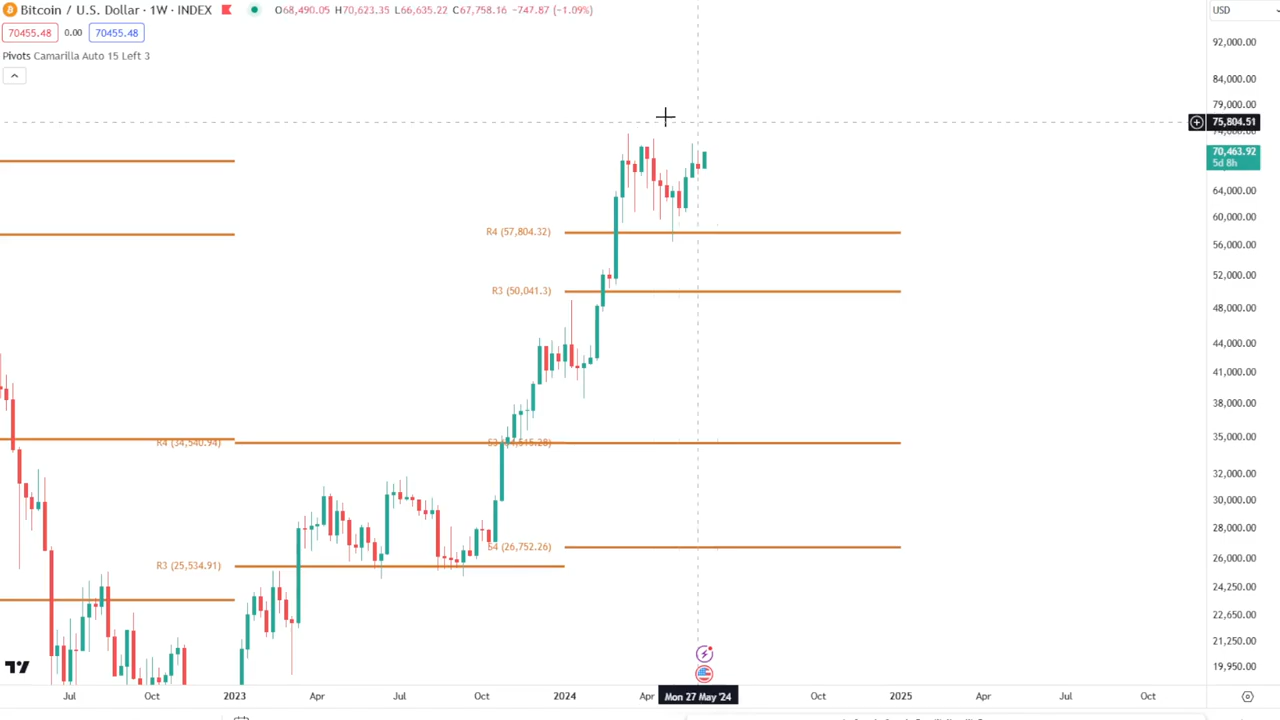 Bitcoin / U.S. Dollar · 1W · INDEX O68,490.05 H70,623.35 L66,635.22 C67,758.16 −747.87 (−1.09%) USD
70455.48 0.00 70455.48
Pivots Camarilla Auto 15 Left 3
92,000.00
84,000.00
79,000.00
75,804.51
70,463.92
5d 8h
64,000.00
60,000.00
R4 (57,804.32)
56,000.00
52,000.00
R3 (50,041.3)
48,000.00
44,000.00
41,000.00
38,000.00
35,000.00
R4 (34,540.94)
32,000.00
30,000.00
28,000.00
S4 (26,752.26)
26,000.00
R3 (25,534.91)
24,250.00
22,650.00
21,250.00
19,950.00
Jul Oct 2023 Apr Jul Oct 2024 Apr Mon 27 May '24 Oct 2025 Apr Jul Oct